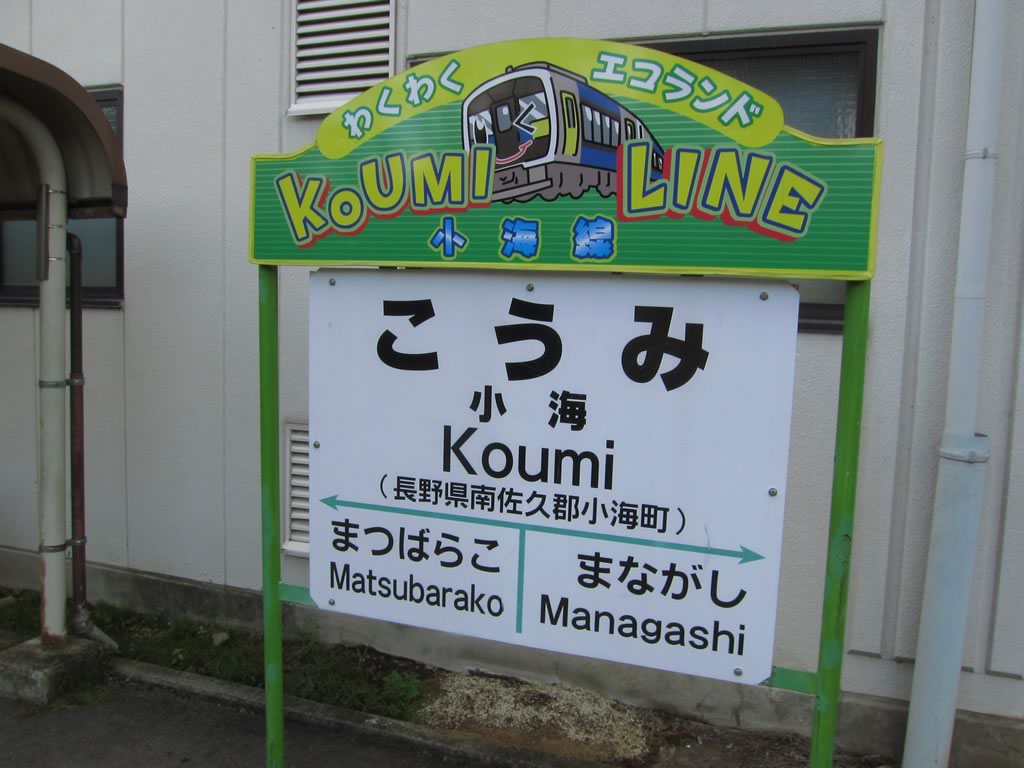 わくわく エコランド
KOUMI LINE
小海線
こうみ
小海
Koumi
(長野県南佐久郡小海町)
まつばらこ まながし
Matsubarako Managashi